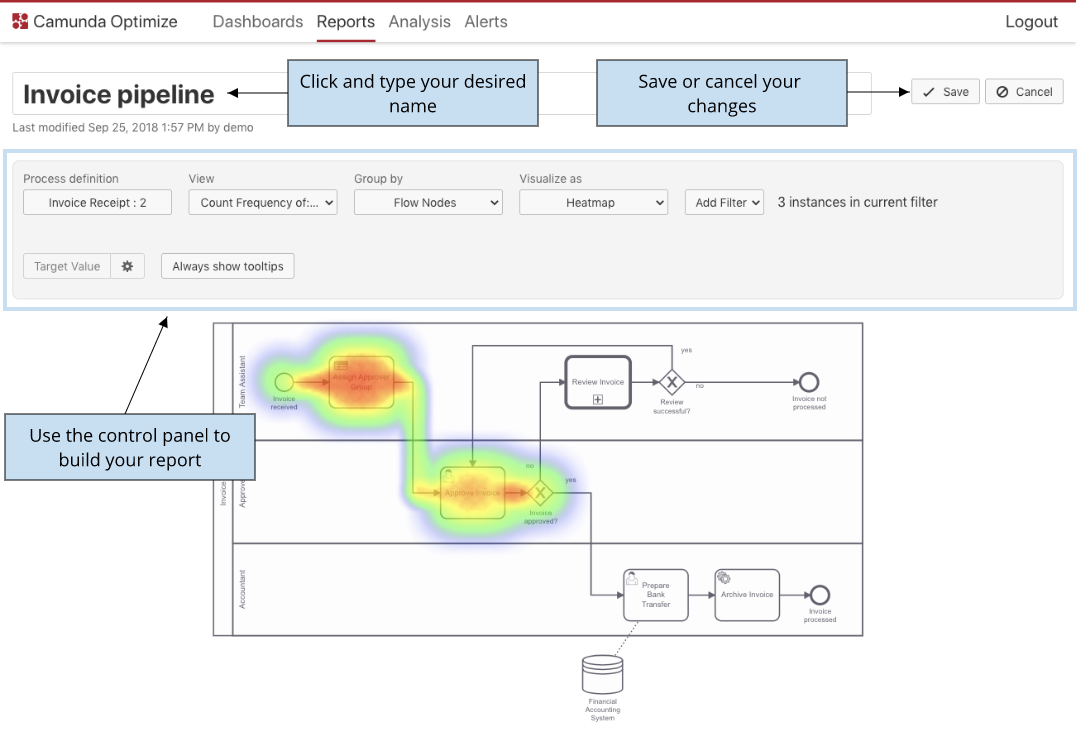 Camunda Optimize Dashboards Reports Analysis Alerts Logout
Invoice pipeline
Click and type your desired
name
Save or cancel your
changes
Save Cancel
Last modified Sep 25, 2018 1:57 PM by demo
Process definition View Group by Visualize as
Invoice Receipt : 2 Count Frequency of:... Flow Nodes Heatmap Add Filter 3 instances in current filter
Target Value Always show tooltips
Use the control panel to
build your report
Team Assistant
Invoice
received
Assign Approver
Group
Review Invoice
yes
no
Review
successful?
Invoice not
processed
Invoice
Approve Invoice
no
yes
Invoice
approved?
Accountant
Prepare
Bank
Transfer
Archive Invoice
Invoice
processed
Financial
Accounting
System